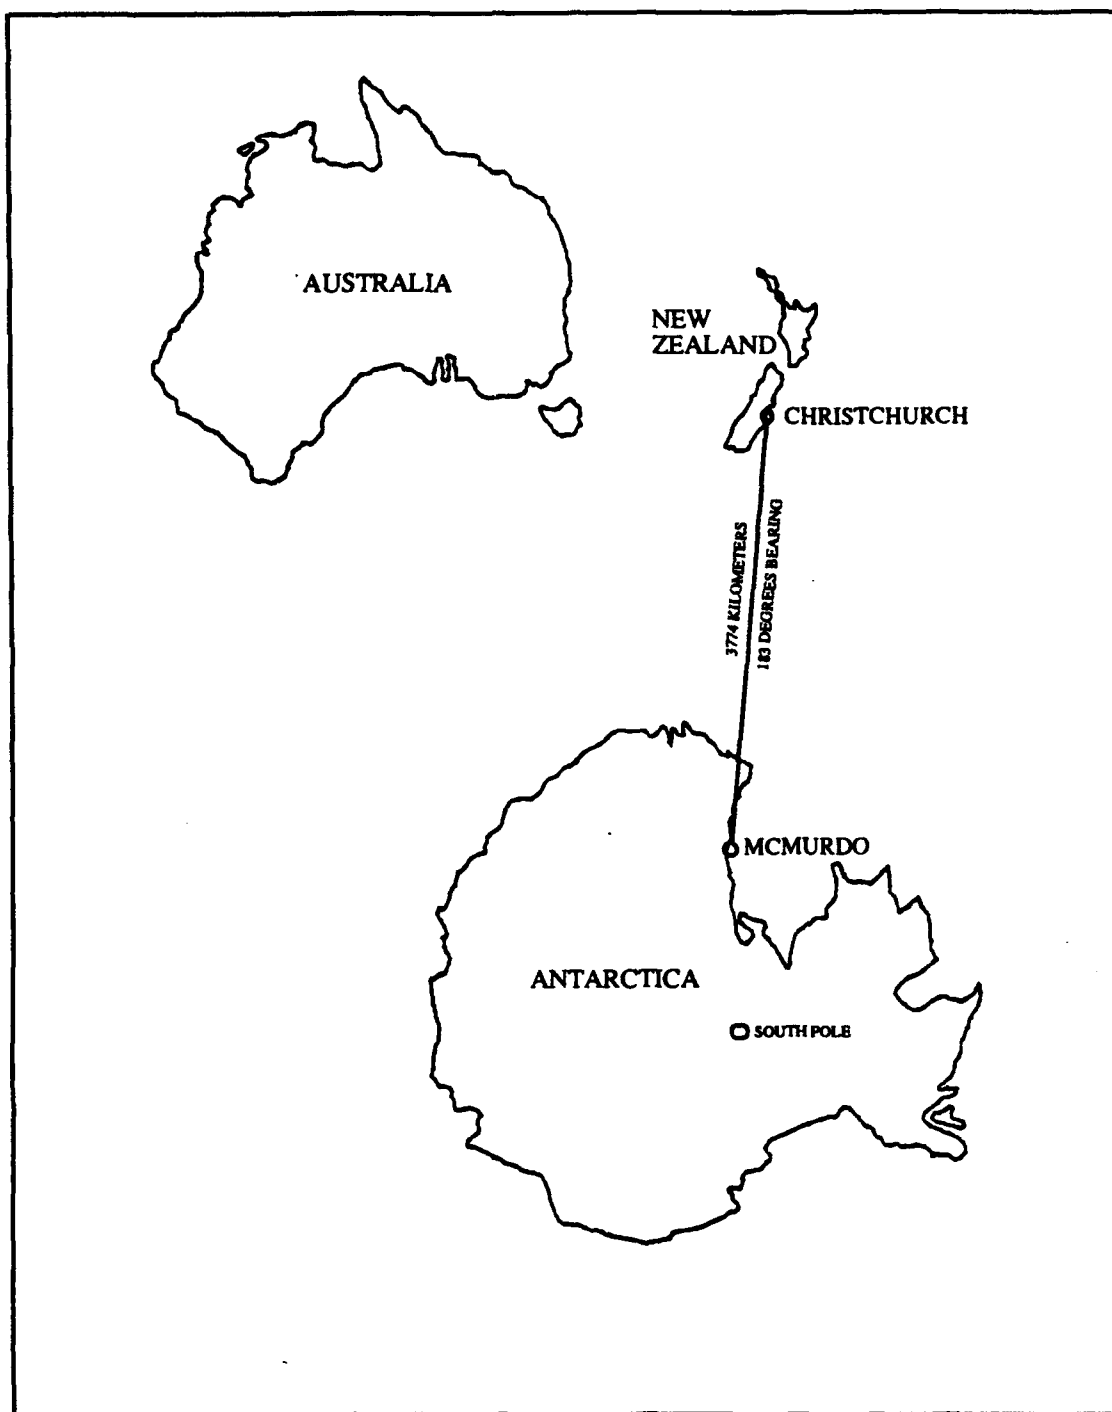 AUSTRALIA
NEW
ZEALAND
CHRISTCHURCH
3774 KILOMETERS
183 DEGREES BEARING
MCMURDO
ANTARCTICA
SOUTH POLE